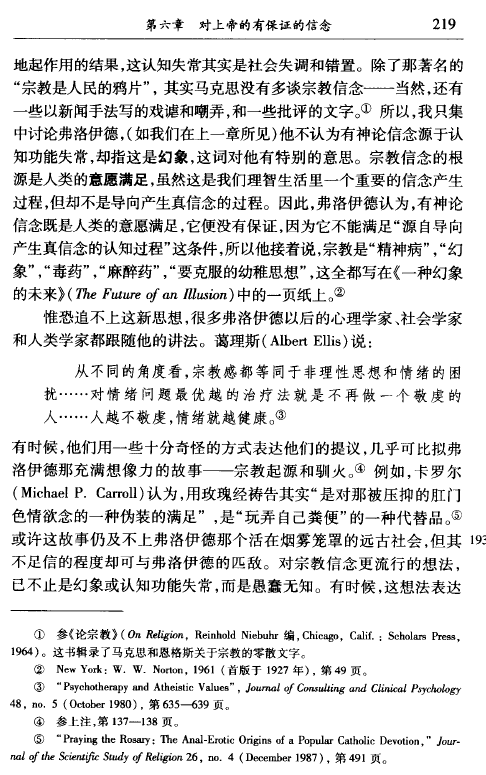 第六章 对上帝的有保证的信念 219
地起作用的结果,这认知失常其实是社会失调和错置。除了那著名的
“宗教是人民的鸦片”，其实马克思没有多谈宗教信念——当然,还有
一些以新闻手法写的戏谑和嘲弄,和一些批评的文字。① 所以,我只集
中讨论弗洛伊德,(如我们在上一章所见)他不认为有神论信念源于认
知功能失常,却指这是幻象,这词对他有特别的意思。宗教信念的根
源是人类的意愿满足,虽然这是我们理智生活里一个重要的信念产生
过程,但却不是导向产生真信念的过程。因此,弗洛伊德认为,有神论
信念既是人类的意愿满足,它便没有保证,因为它不能满足“源自导向
产生真信念的认知过程”这条件,所以他接着说,宗教是“精神病”,“幻
象”,“毒药”,“麻醉药”,“要克服的幼稚思想”,这全都写在《一种幻象
的未来》(The Future of an Illusion)中的一页纸上。②
惟恐追不上这新思想,很多弗洛伊德以后的心理学家、社会学家
和人类学家都跟随他的讲法。蔼理斯(Albert Ellis)说:
从不同的角度看,宗教感都等同于非理性思想和情绪的困
扰……对情绪问题最优越的治疗法就是不再做一个敬虔的
人……人越不敬虔,情绪就越健康。③
有时候,他们用一些十分奇怪的方式表达他们的提议,几乎可比拟弗
洛伊德那充满想像力的故事——宗教起源和驯火。④ 例如,卡罗尔
(Michael P. Carroll)认为,用玫瑰经祷告其实“是对那被压抑的肛门
色情欲念的一种伪装的满足”,是“玩弄自己粪便”的一种代替品。⑤
或许这故事仍及不上弗洛伊德那个活在烟雾笼罩的远古社会,但其 193
不足信的程度却可与弗洛伊德的匹敌。对宗教信念更流行的想法,
已不止是幻象或认知功能失常,而是愚蠢无知。有时候,这想法表达
① 参《论宗教》(On Religion, Reinhold Niebuhr 编, Chicago, Calif.: Scholars Press,
1964)。这书辑录了马克思和恩格斯关于宗教的零散文字。
② New York: W. W. Norton, 1961 (首版于 1927 年), 第 49 页。
③ “Psychotherapy and Atheistic Values”, Journal of Consulting and Clinical Psychology
48, no. 5 (October 1980), 第 635—639 页。
④ 参上注,第 137—138 页。
⑤ “Praying the Rosary: The Anal-Erotic Origins of a Popular Catholic Devotion,” Jour-
nal of the Scientific Study of Religion 26, no. 4 (December 1987), 第 491 页。